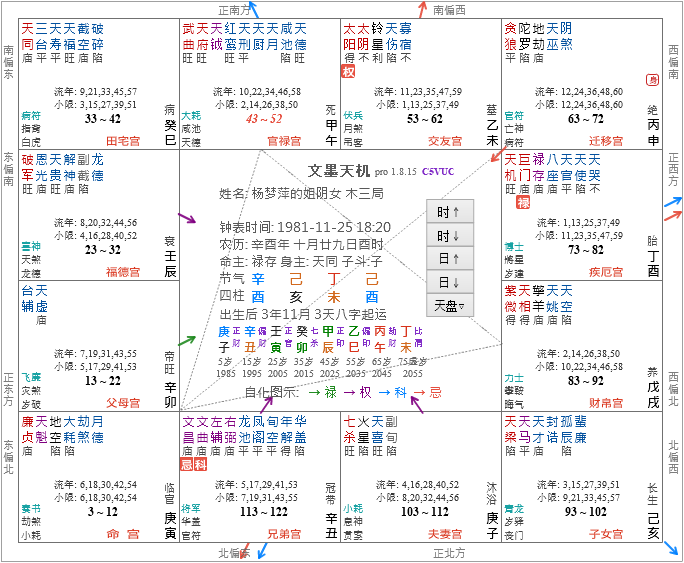 正南方
南偏西
南偏东
天三天天截破
同台寿福空碎
庙平平旺庙陷
流年: 9,21,33,45,57
小限: 3,15,27,39,51
病符
指背
白虎
33 ~ 42
田宅宫
病
癸
巳
武天天红天天天咸天
曲府钺鸾刑厨月池德
旺旺 旺平 陷旺
流年: 10,22,34,46,58
小限: 2,14,26,38,50
大耗
咸池
天德
43 ~ 52
官禄宫
死
甲
午
太太铃天寡
阳阴星伤宿
得不利陷不
权
流年: 11,23,35,47,59
小限: 1,13,25,37,49
伏兵
月煞
吊客
53 ~ 62
交友宫
墓
乙
未
贪陀地天阴
狼罗劫巫煞
平陷庙
身
流年: 12,24,36,48,60
小限: 12,24,36,48,60
官符
亡神
病符
63 ~ 72
迁移宫
绝
丙
申
西偏南
东偏南
破恩天解副龙
军光贵神截德
旺庙旺庙陷
流年: 8,20,32,44,56
小限: 4,16,28,40,52
喜神
天煞
龙德
23 ~ 32
福德宫
衰
壬
辰
文墨天机 pro 1.8.15 C5VUC
姓名: 杨梦萍的姐阴女 木三局
钟表时间: 1981-11-25 18:20
农历: 辛酉年 十月廿九日酉时
命主: 禄存 身主: 天同 子斗:子
节气 辛 己 丁 己
四柱 酉 亥 未 酉
出生后 3年11月 3天八字起运
庚正辛偏壬正癸七甲正乙偏丙劫丁比
子财丑财寅官卯杀辰印巳印午财未肩
5岁 15岁 25岁 35岁 45岁 55岁 65岁 75岁
1985 1995 2005 2015 2025 2035 2045 2055
自化图示: →禄 →权 →科 →忌
时↑
时↓
日↑
日↓
天盘▿
天巨禄八天天天
机门存座官使哭
旺庙庙庙平陷不
禄
流年: 1,13,25,37,49
小限: 11,23,35,47,59
博士
将星
岁建
73 ~ 82
疾厄宫
胎
丁
酉
正西方
台天
辅虚
庙
流年: 7,19,31,43,55
小限: 5,17,29,41,53
飞廉
灾煞
岁破
13 ~ 22
父母宫
帝旺
辛
卯
正东方
紫天擎天天
微相羊姚空
得得庙庙陷
流年: 2,14,26,38,50
小限: 10,22,34,46,58
力士
攀鞍
晦气
83 ~ 92
财帛宫
养
戊
戌
西偏北
东偏北
廉天地大劫月
贞魁空耗煞德
庙 陷陷
流年: 6,18,30,42,54
小限: 6,18,30,42,54
奏书
劫煞
小耗
3 ~ 12
命 宫
临官
庚
寅
文文左右龙凤旬年华
昌曲辅弼池阁空解盖
庙庙庙庙平平平得陷
忌科
流年: 5,17,29,41,53
小限: 7,19,31,43,55
将军
华盖
官符
113 ~ 122
兄弟宫
冠带
辛
丑
七火天副
杀星喜旬
旺陷旺陷
流年: 4,16,28,40,52
小限: 8,20,32,44,56
小耗
息神
贯索
103 ~ 112
夫妻宫
沐浴
庚
子
天天天封孤蜚
梁马才诰辰廉
陷平庙 陷
流年: 3,15,27,39,51
小限: 9,21,33,45,57
青龙
岁驿
丧门
93 ~ 102
子女宫
长生
己
亥
北偏西
北偏东
正北方